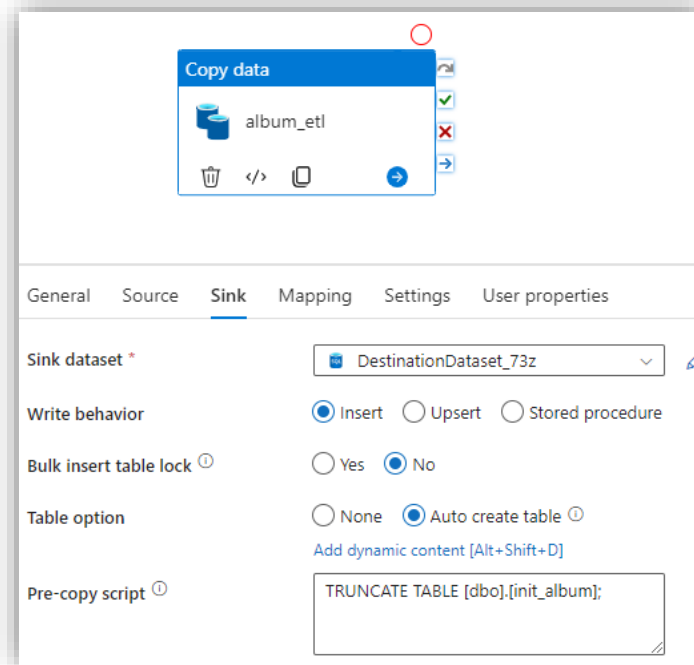 Copy data
album_etl
</>
General Source Sink Mapping Settings User properties
Sink dataset * DestinationDataset_73z
Write behavior Insert Upsert Stored procedure
Bulk insert table lock Yes No
Table option None Auto create table
Add dynamic content [Alt+Shift+D]
Pre-copy script TRUNCATE TABLE [dbo].[init_album];